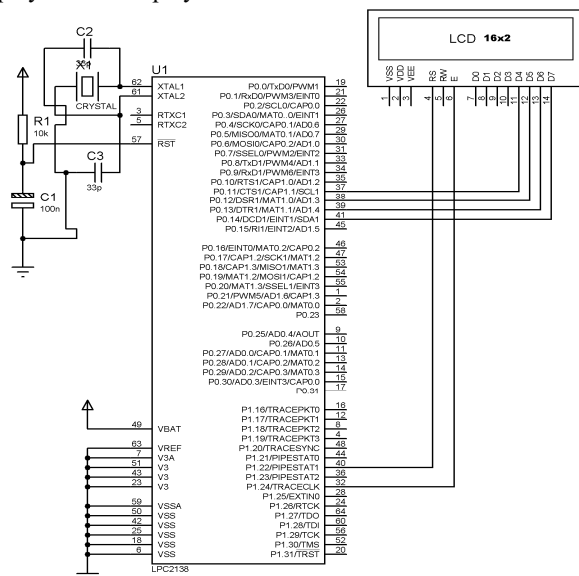 C2
33p
X1
CRYSTAL
R1
10k
C3
33p
C1
100n
U1
62 XTAL1
61 XTAL2
3 RTXC1
5 RTXC2
57 RST
49 VBAT
63 VREF
7 V3A
51 V3
43 V3
23 V3
59 VSSA
50 VSS
42 VSS
25 VSS
18 VSS
6 VSS
P0.0/TxD0/PWM1 19
P0.1/RxD0/PWM3/EINT0 21
P0.2/SCL0/CAP0.0 22
P0.3/SDA0/MAT0..0/EINT1 26
P0.4/SCK0/CAP0.1/AD0.6 27
P0.5/MISO0/MAT0.1/AD0.7 29
P0.6/MOSI0/CAP0.2/AD1.0 30
P0.7/SSEL0/PWM2/EINT2 31
P0.8/TxD1/PWM4/AD1.1 33
P0.9/RxD1/PWM6/EINT3 34
P0.10/RTS1/CAP1.0/AD1.2 35
P0.11/CTS1/CAP1.1/SCL1 37
P0.12/DSR1/MAT1.0/AD1.3 38
P0.13/DTR1/MAT1.1/AD1.4 39
P0.14/DCD1/EINT1/SDA1 41
P0.15/RI1/EINT2/AD1.5 45
P0.16/EINT0/MAT0.2/CAP0.2 46
P0.17/CAP1.2/SCK1/MAT1.2 47
P0.18/CAP1.3/MISO1/MAT1.3 53
P0.19/MAT1.2/MOSI1/CAP1.2 54
P0.20/MAT1.3/SSEL1/EINT3 55
P0.21/PWM5/AD1.6/CAP1.3 1
P0.22/AD1.7/CAP0.0/MAT0.0 2
P0.23 58
P0.25/AD0.4/AOUT 9
P0.26/AD0.5 10
P0.27/AD0.0/CAP0.1/MAT0.1 11
P0.28/AD0.1/CAP0.2/MAT0.2 13
P0.29/AD0.2/CAP0.3/MAT0.3 14
P0.30/AD0.3/EINT3/CAP0.0 15
P0.31 17
P1.16/TRACEPKT0 16
P1.17/TRACEPKT1 12
P1.18/TRACEPKT2 8
P1.19/TRACEPKT3 4
P1.20/TRACESYNC 48
P1.21/PIPESTAT0 44
P1.22/PIPESTAT1 40
P1.23/PIPESTAT2 36
P1.24/TRACECLK 32
P1.25/EXTIN0 28
P1.26/RTCK 24
P1.27/TDO 64
P1.28/TDI 60
P1.29/TCK 56
P1.30/TMS 52
P1.31/TRST 20
LPC2138
LCD 16x2
VSS VDD VEE RS RW E D0 D1 D2 D3 D4 D5 D6 D7
1 2 3 4 5 6 7 8 9 10 11 12 13 14